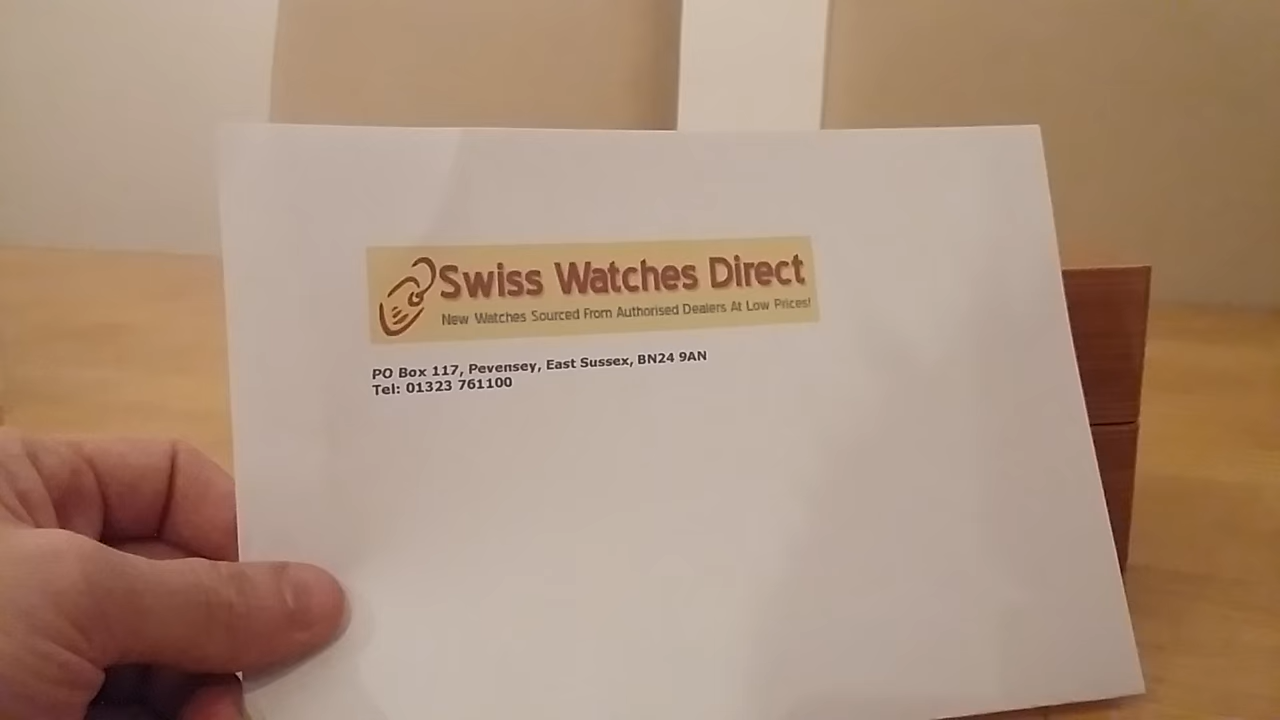 Swiss Watches Direct
New Watches Sourced From Authorised Dealers At Low Prices!
PO Box 117, Pevensey, East Sussex, BN24 9AN
Tel: 01323 761100